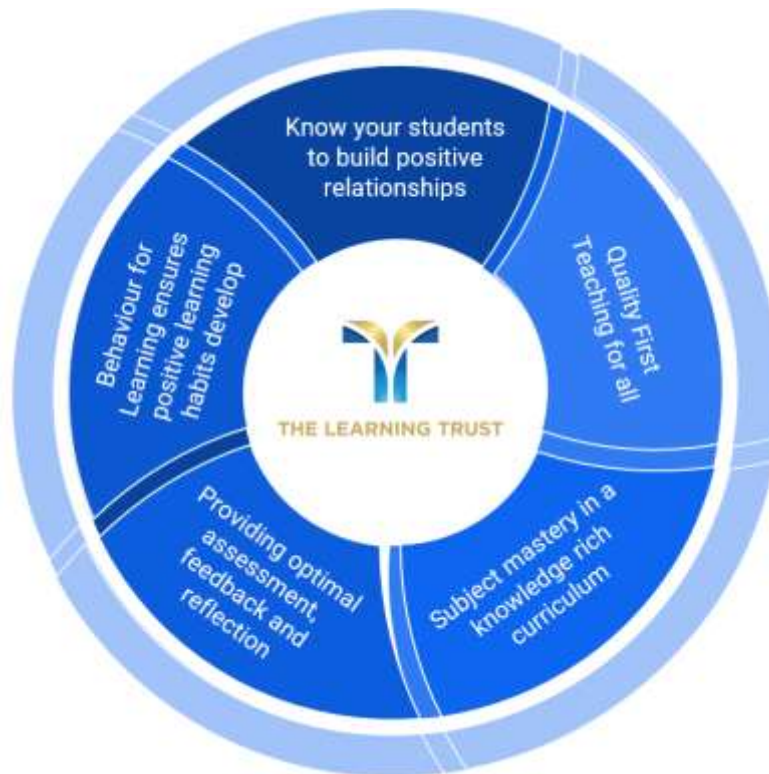 Know your students
to build positive
relationships
Quality First
Teaching for all
Subject mastery in a
knowledge rich
curriculum
Providing optimal
assessment,
feedback and
reflection
Behaviour for
Learning ensures
positive learning
habits develop
THE LEARNING TRUST